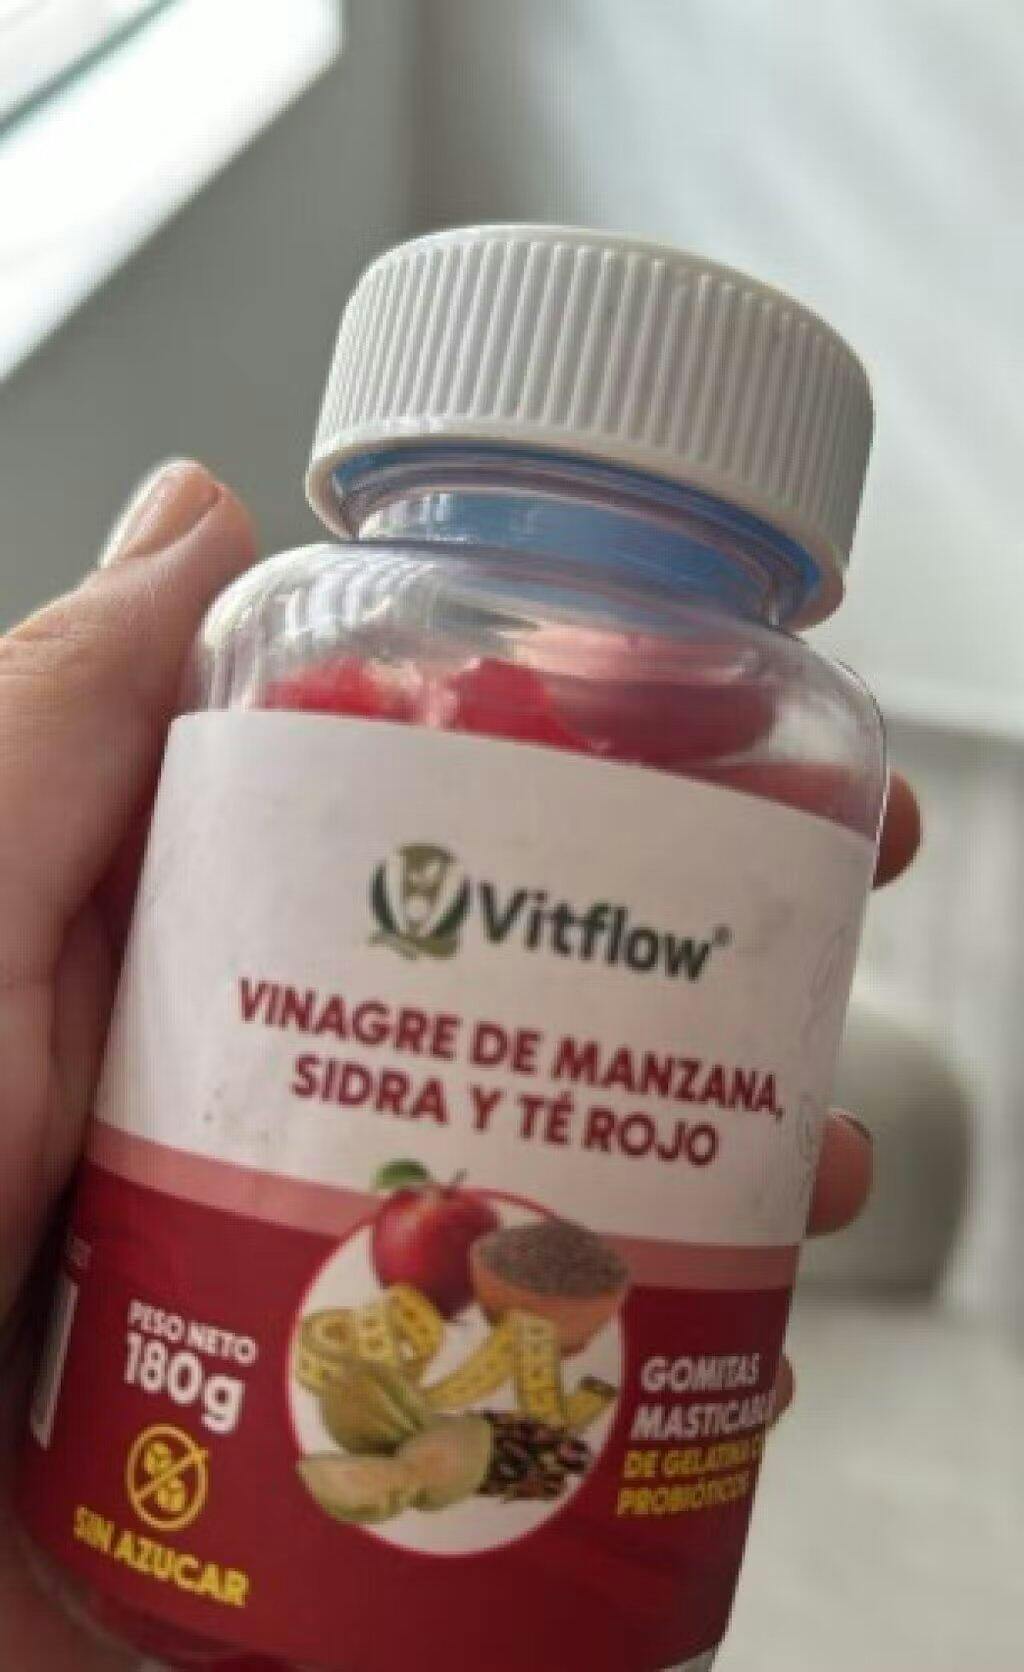 Vitflow®
VINAGRE DE MANZANA,
SIDRA Y TÉ ROJO
PESO NETO
180g
SIN AZUCAR
GOMITAS
DE GELATINA
PROBIÓTICOS